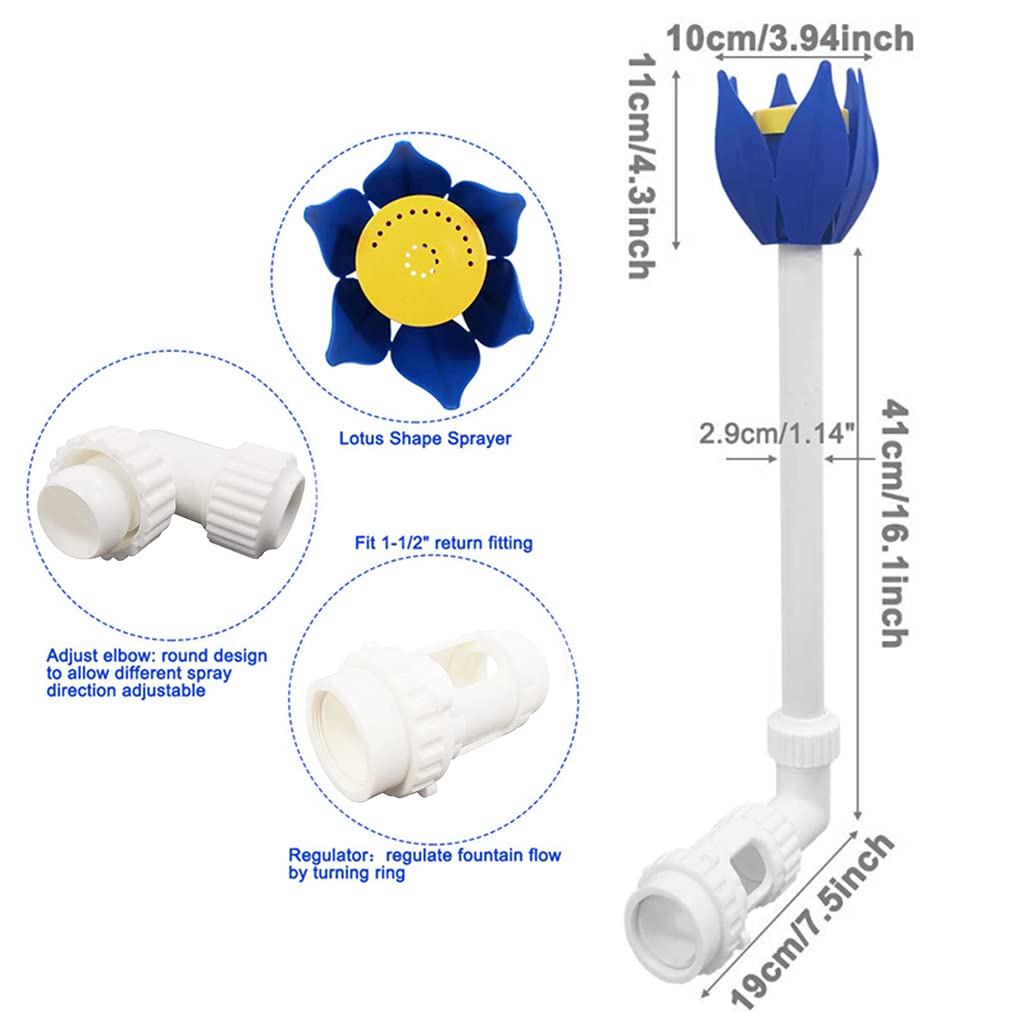 10cm/3.94inch
11cm/4.3inch
Lotus Shape Sprayer
2.9cm/1.14"
41cm/16.1inch
Fit 1-1/2" return fitting
Adjust elbow: round design
to allow different spray
direction adjustable
Regulator: regulate fountain flow
by turning ring
19cm/7.5inch